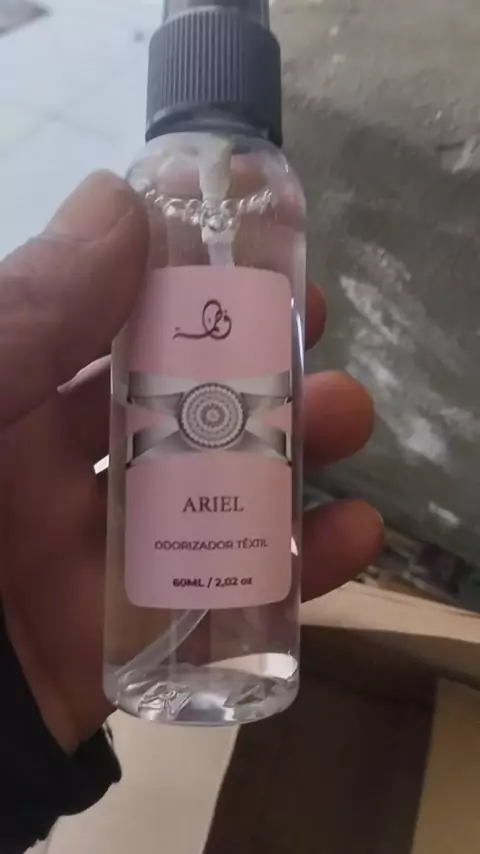 ARIEL
ODORIZADOR TÊXTIL
60ML / 2,02 oz